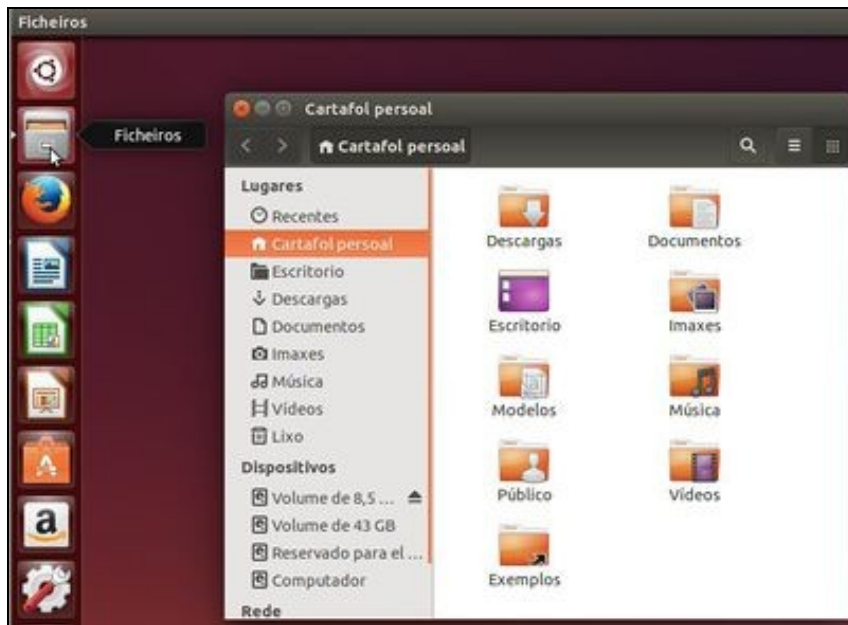 Ficheiros
Ficheiros
Cartafol persoal
Cartafol persoal
Lugares
Recentes
Cartafol persoal
Escritorio
Descargas
Documentos
Imaxes
Música
Vídeos
Lixo
Dispositivos
Volume de 8,5 ...
Volume de 43 GB
Reservado para el ...
Computador
Rede
Descargas
Documentos
Escritorio
Imaxes
Modelos
Música
Público
Vídeos
Exemplos